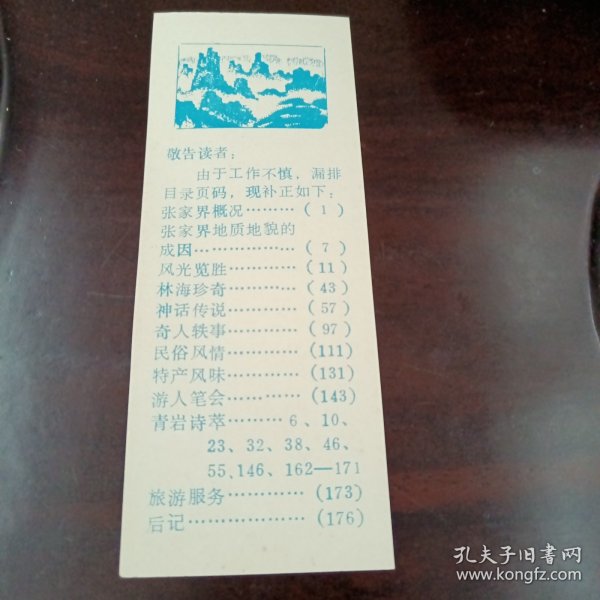 敬告读者：
由于工作不慎，漏排
目录页码，现补正如下：
张家界概况………（1）
张家界地质地貌的
成因………………（7）
风光览胜…………（11）
林海珍奇…………（43）
神话传说…………（57）
奇人轶事…………（97）
民俗风情…………（111）
特产风味…………（131）
游人笔会…………（143）
青岩诗萃………6、10、
23、32、38、46、
55、146、162—171
旅游服务…………（173）
后记………………（176）
孔夫子旧书网
www.kongfz.com